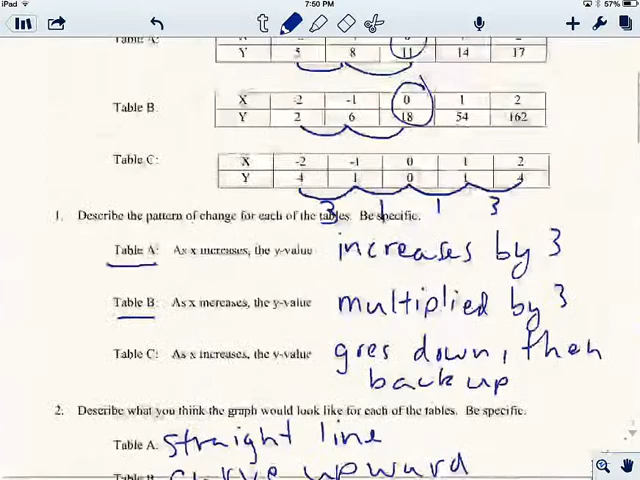 iPad
7:50 PM
57%
Table A:
Y 5 8 11 14 17
X -2 -1 0 1 2
Table B.
Y 2 6 18 54 162
Table C:
X -2 -1 0 1 2
Y 4 1 0 1 4
3 1 1 3
1. Describe the pattern of change for each of the tables. Be specific.
Table A: As x increases, the y-value increases by 3
Table B: As x increases, the y-value multiplied by 3
Table C: As x increases, the y-value goes down, then
back up
2. Describe what you think the graph would look like for each of the tables. Be specific.
Table A. straight line
Table B curve upward